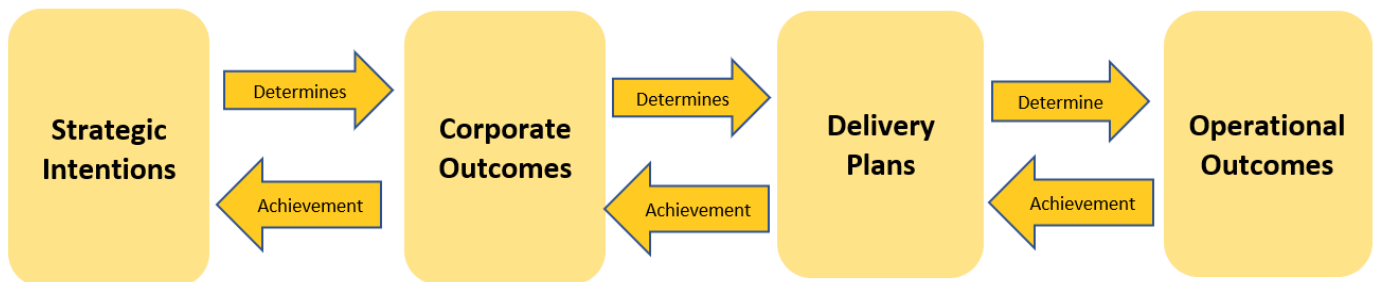 Strategic
Intentions
Determines
Achievement
Corporate
Outcomes
Determines
Achievement
Delivery
Plans
Determine
Achievement
Operational
Outcomes